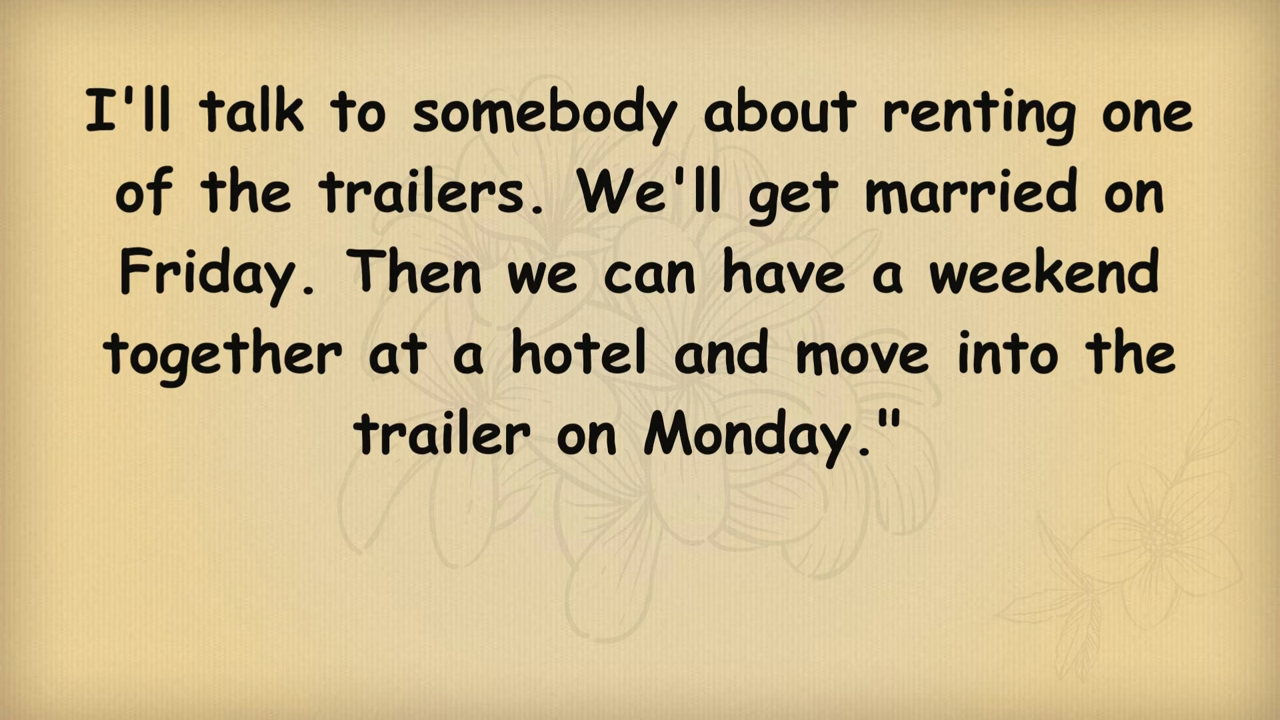 I'll talk to somebody about renting one
of the trailers. We'll get married on
Friday. Then we can have a weekend
together at a hotel and move into the
trailer on Monday."